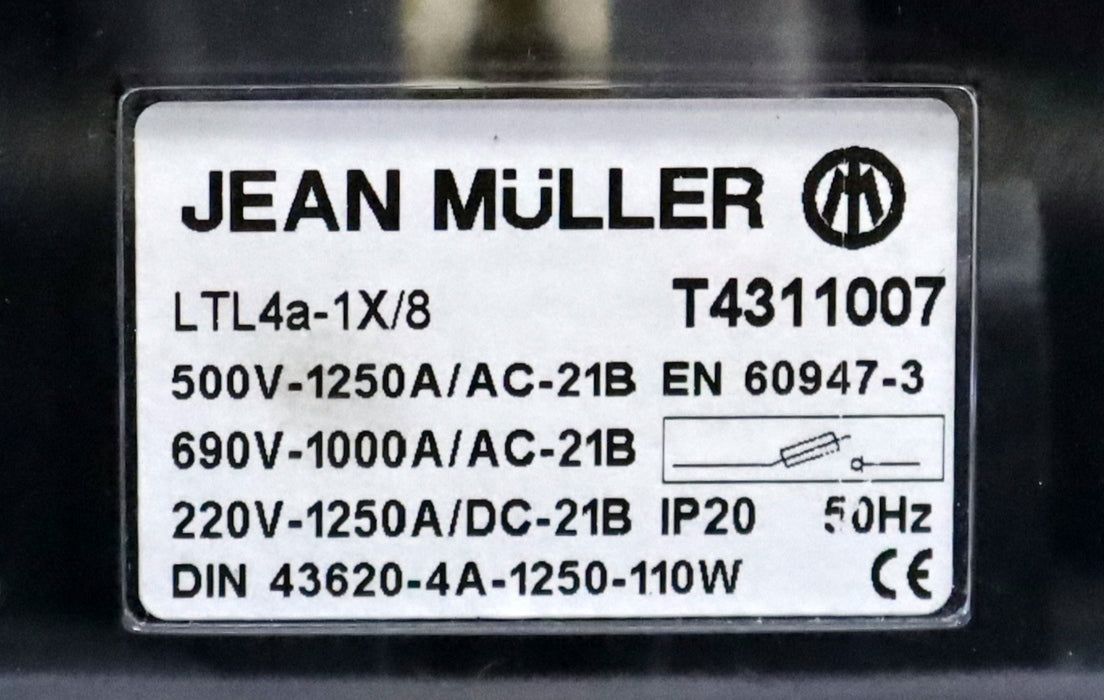 JEAN MÜLLER
LTL4a-1X/8 T4311007
500V-1250A/AC-21B EN 60947-3
690V-1000A/AC-21B
220V-1250A/DC-21B IP20 50Hz
DIN 43620-4A-1250-110W CE